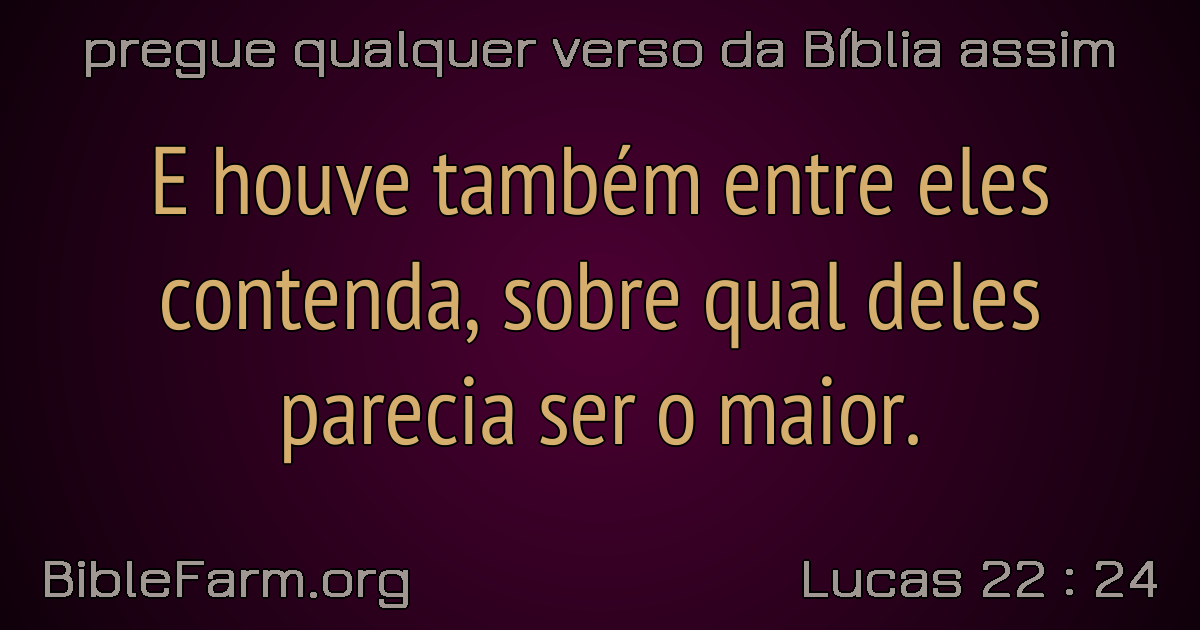 pregue qualquer verso da Bíblia assim
E houve também entre eles
contenda, sobre qual deles
parecia ser o maior.
BibleFarm.org
Lucas 22 : 24